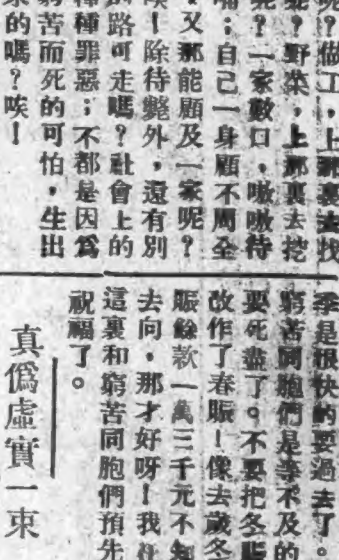 呢？做工，上那裏去找
呢？野菜，上那裏去挖
呢？一家數口，嗷嗷待
哺；自己一身顧不周全
？又那能顧及一家呢？
唉！除待斃外，還有別
的路可走嗎？社會上的
種種罪惡；不都是因爲
窮苦而死的可怕，生出
來的嗎？唉！
季是很快的要過去了。
窮苦同胞們是等不及的
要死盡了。不要把冬賑
改作了春賑！像去歲冬
賑餘款一萬三千元不知
去向，那才好呀！我在
這裏和窮苦同胞們預先
祝福了。
真僞虛實一束